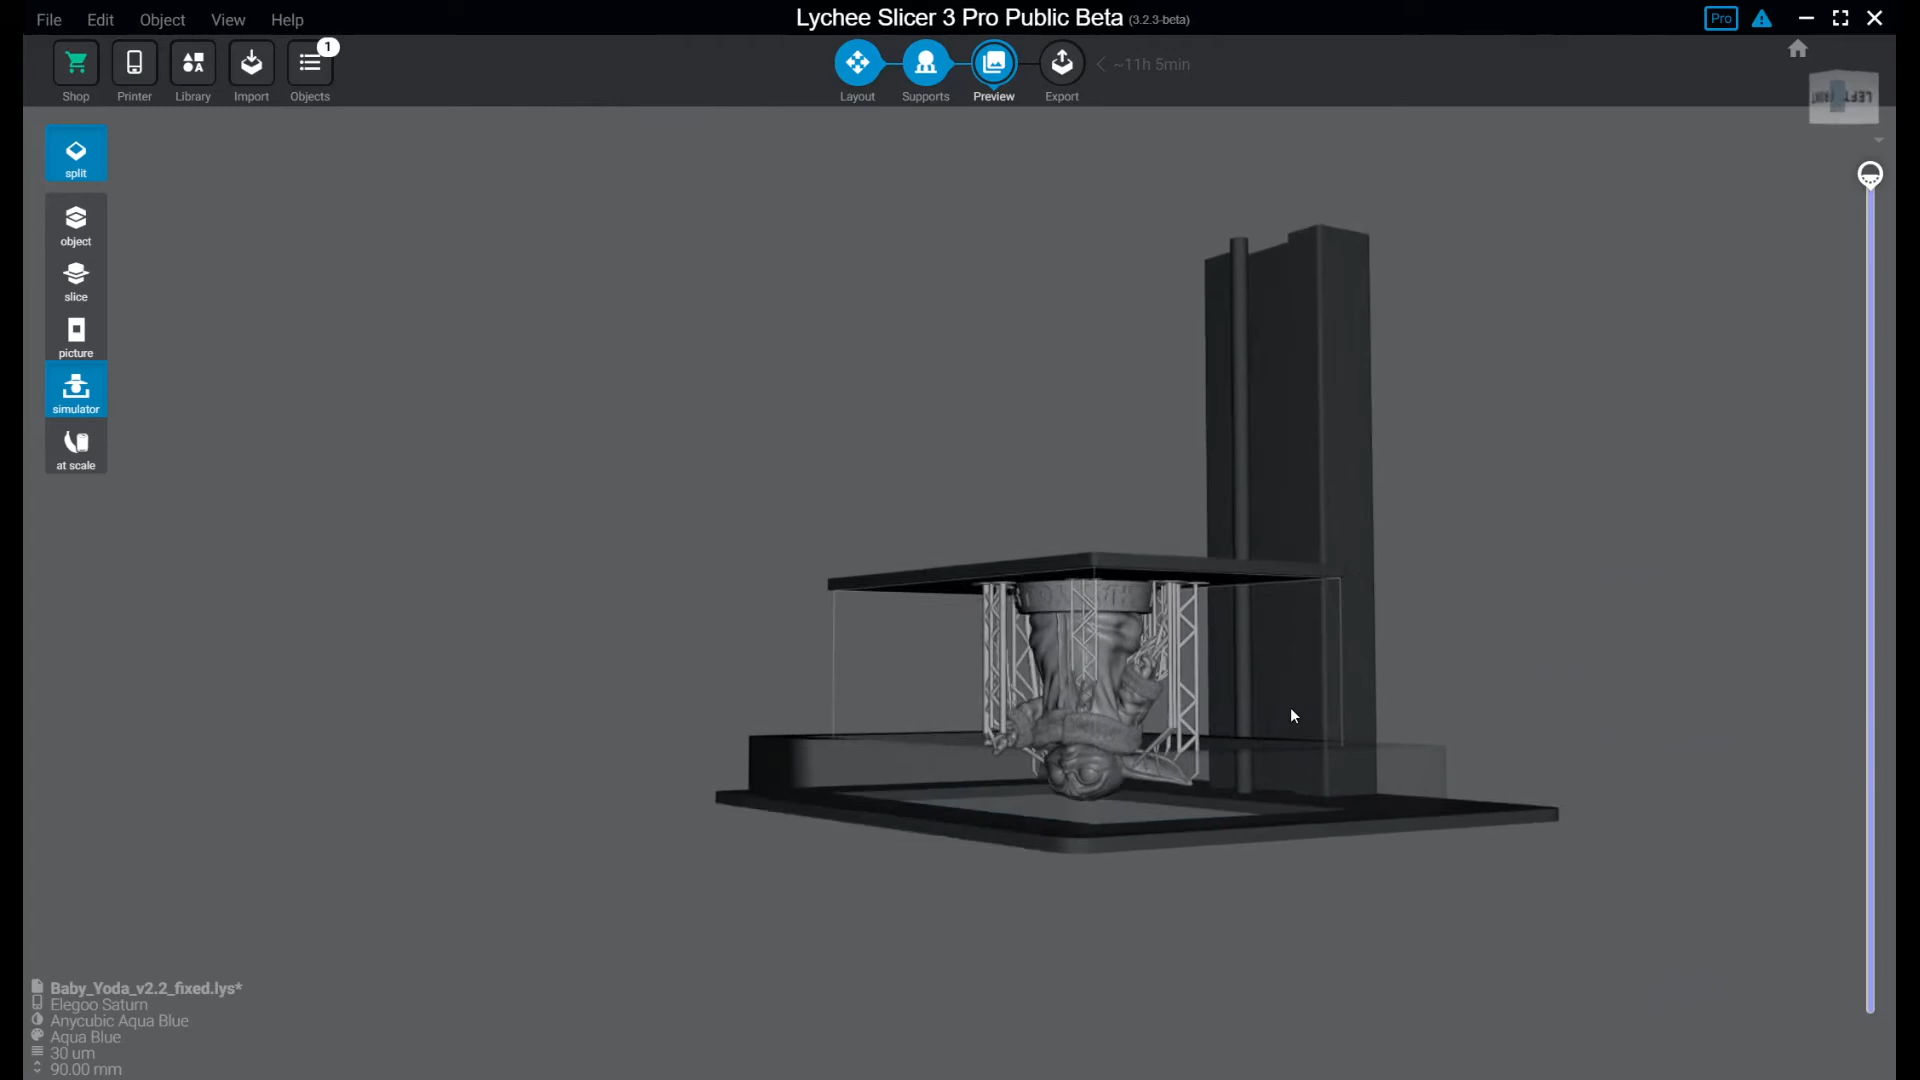 File Edit Object View Help
Lychee Slicer 3 Pro Public Beta (3.2.3-beta)
Pro
1
Shop Printer Library Import Objects
Layout Supports Preview Export
~11h 5min
LEFT
FRONT
split
object
slice
picture
simulator
at scale
Baby_Yoda_v2.2_fixed.lys*
Elegoo Saturn
Anycubic Aqua Blue
Aqua Blue
30 um
90.00 mm